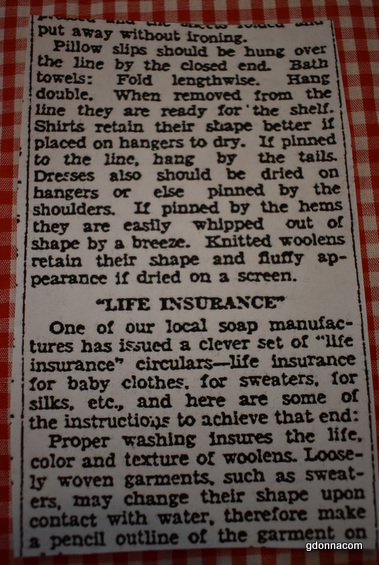 pressed and the sheets folded and
put away without ironing.
Pillow slips should be hung over
the line by the closed end. Bath
towels: Fold lengthwise. Hang
double. When removed from the
line they are ready for the shelf.
Shirts retain their shape better if
placed on hangers to dry. If pinned
to the line, hang by the tails.
Dresses also should be dried on
hangers or else pinned by the
shoulders. If pinned by the hems
they are easily whipped out of
shape by a breeze. Knitted woolens
retain their shape and fluffy ap-
pearance if dried on a screen.
"LIFE INSURANCE"
One of our local soap manufac-
tures has issued a clever set of "life
insurance" circulars—life insurance
for baby clothes, for sweaters, for
silks, etc., and here are some of
the instructions to achieve that end:
Proper washing insures the life,
color and texture of woolens. Loose-
ly woven garments, such as sweat-
ers, may change their shape upon
contact with water, therefore make
a pencil outline of the garment on
gdonnacom